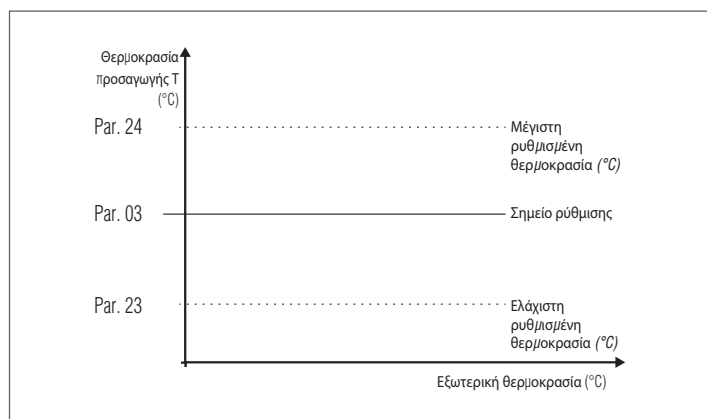 Θερμοκρασία
προσαγωγής T
(°C)
Par. 24
Μέγιστη
ρυθμισμένη
θερμοκρασία (°C)
Par. 03
Σημείο ρύθμισης
Par. 23
Ελάχιστη
ρυθμισμένη
θερμοκρασία (°C)
Εξωτερική θερμοκρασία (°C)